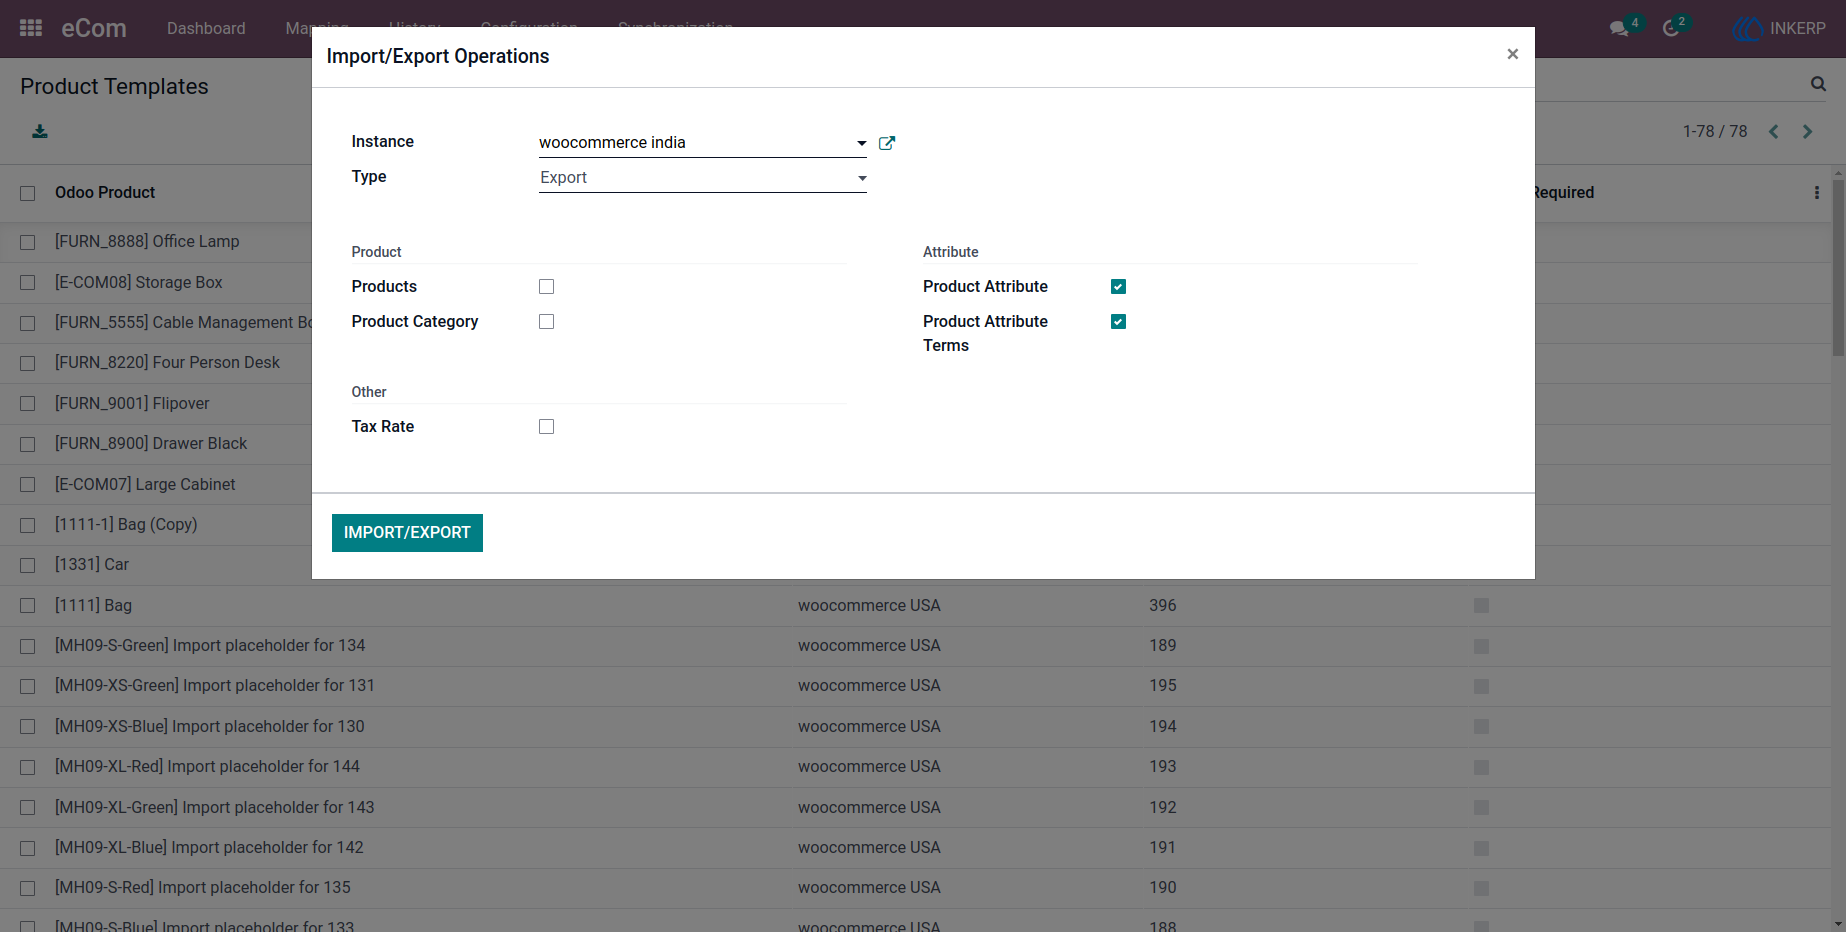 eCom Dashboard Mapping History Configuration Synchronization 4 2 INKERP
Import/Export Operations ×
Product Templates
1-78 / 78
Instance woocommerce india
Type Export
Odoo Product Required
Product Attribute
Products Product Attribute
Product Category Product Attribute
Terms
Other
Tax Rate
IMPORT/EXPORT
[FURN_8888] Office Lamp
[E-COM08] Storage Box
[FURN_5555] Cable Management
[FURN_8220] Four Person Desk
[FURN_9001] Flipover
[FURN_8900] Drawer Black
[E-COM07] Large Cabinet
[1111-1] Bag (Copy)
[1331] Car
[1111] Bag woocommerce USA 396
[MH09-S-Green] Import placeholder for 134 woocommerce USA 189
[MH09-XS-Green] Import placeholder for 131 woocommerce USA 195
[MH09-XS-Blue] Import placeholder for 130 woocommerce USA 194
[MH09-XL-Red] Import placeholder for 144 woocommerce USA 193
[MH09-XL-Green] Import placeholder for 143 woocommerce USA 192
[MH09-XL-Blue] Import placeholder for 142 woocommerce USA 191
[MH09-S-Red] Import placeholder for 135 woocommerce USA 190
[MH09-S-Blue] Import placeholder for 133 woocommerce USA 188